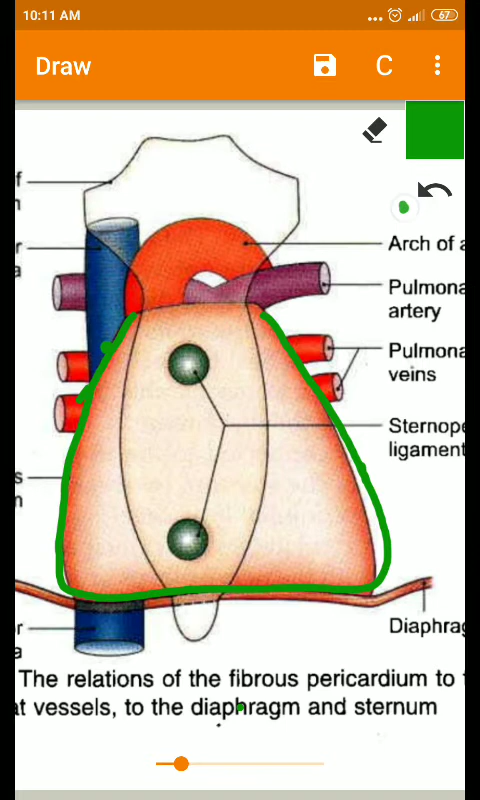 10:11 AM
67
Draw
C
f
n
r
a
Arch of a
Pulmona
artery
Pulmona
veins
Sternope
ligament
s
n
Diaphrag
r
a
The relations of the fibrous pericardium to t
at vessels, to the diaphragm and sternum